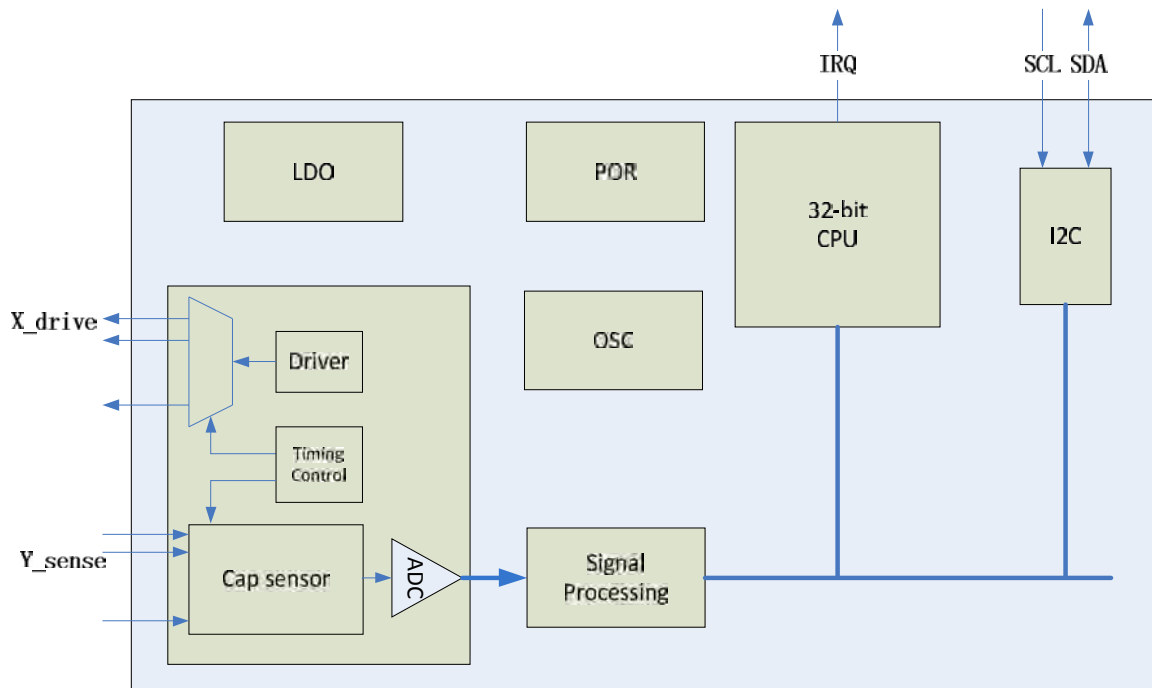 IRQ
SCL SDA
LDO
POR
32-bit
CPU
I2C
X_drive
Driver
OSC
Timing
Control
Y_sense
Cap sensor
ADC
Signal
Processing